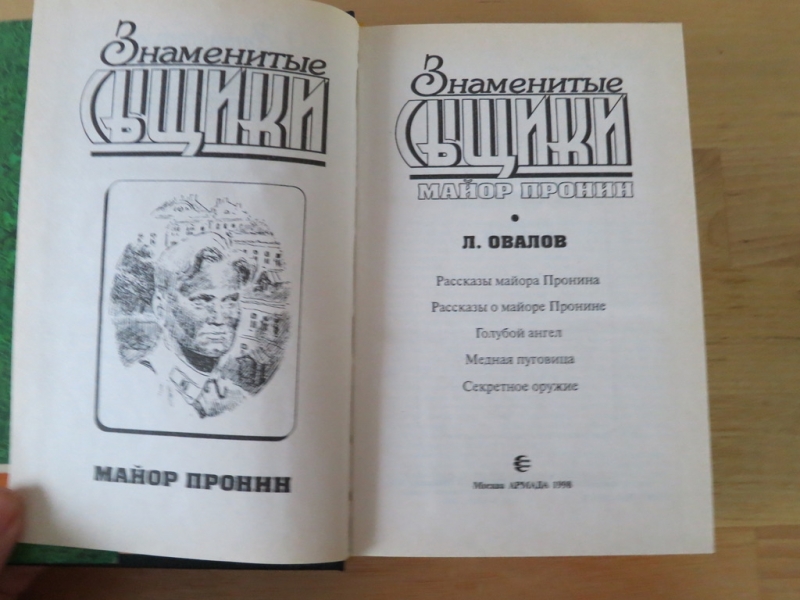 Знаменитые
СЫЩИКИ
МАЙОР ПРОНИН
Знаменитые
СЫЩИКИ
МАЙОР ПРОНИН
Л. ОВАЛОВ
Рассказы майора Пронина
Рассказы о майоре Пронине
Голубой ангел
Медная пуговица
Секретное оружие
Москва АРМАДА 1998